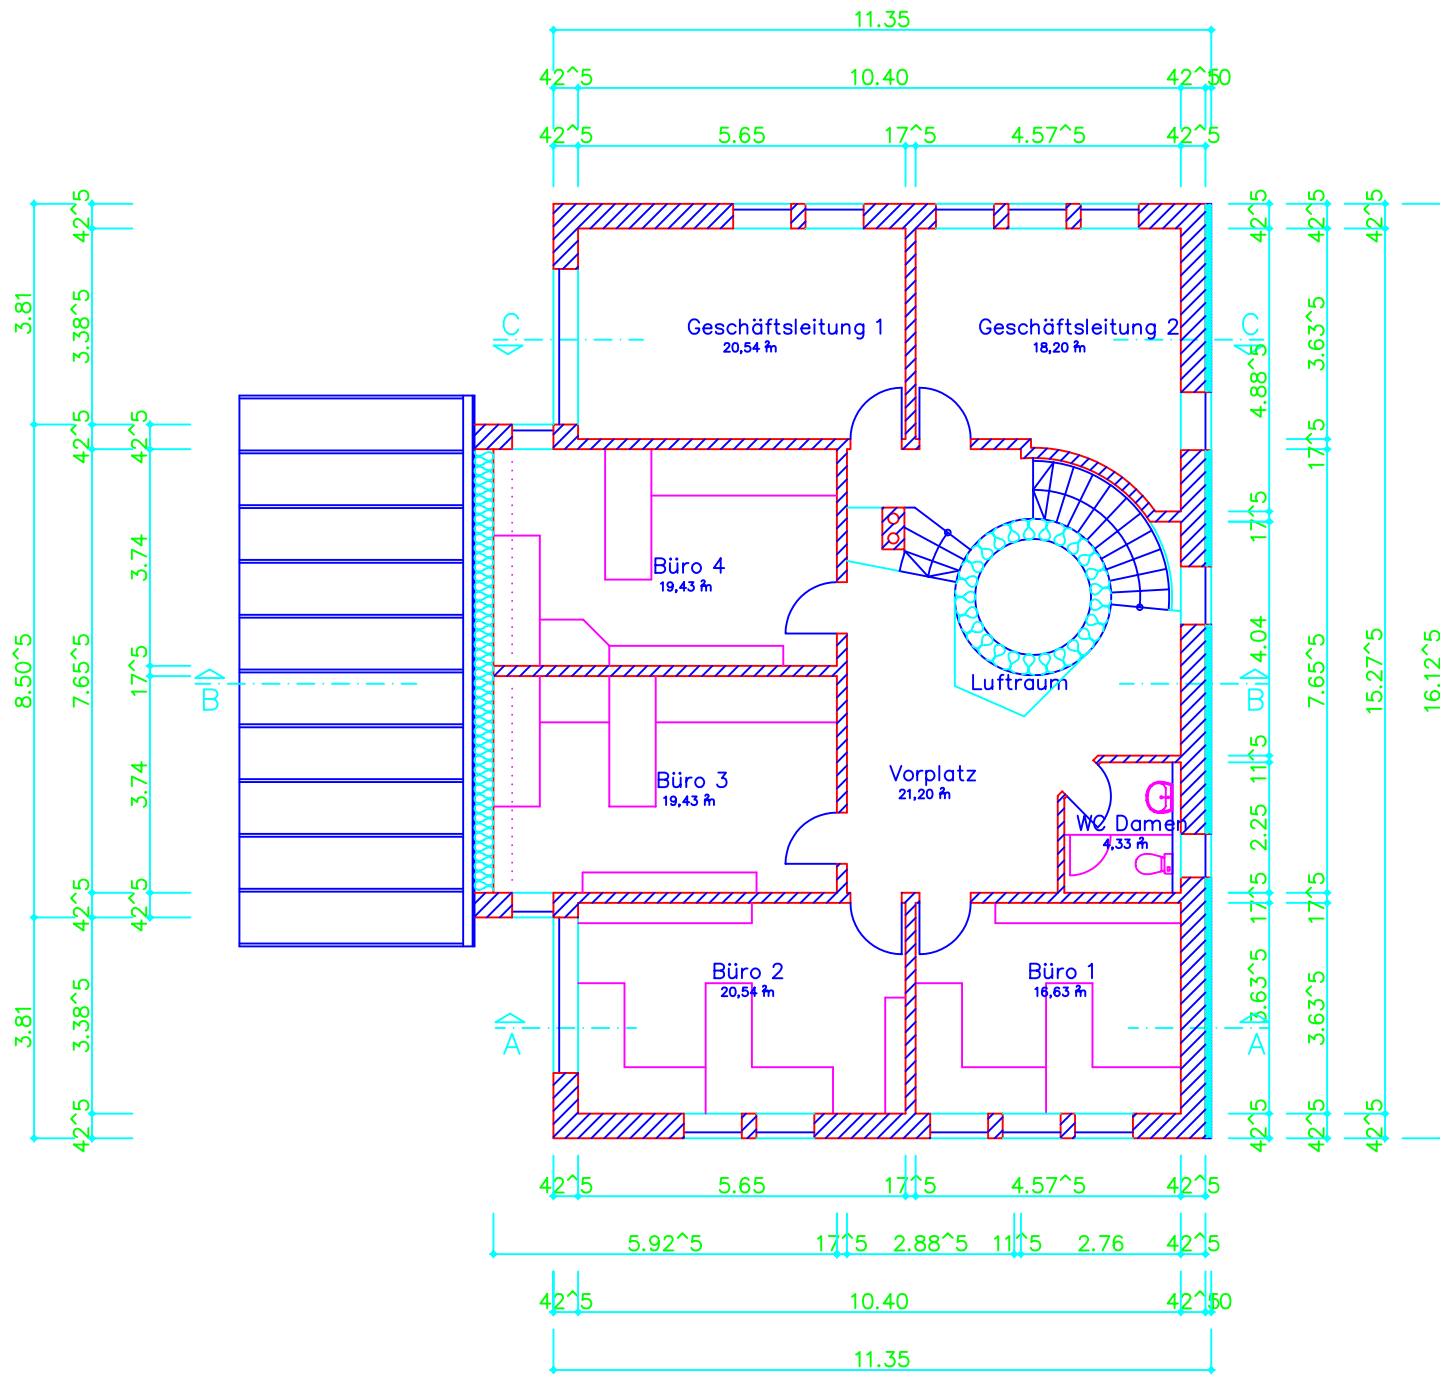 11.35
42^5 10.40 42^5 10
42^5 5.65 17^5 4.57^5 42^5
42^5 42^5 42^5 42^5
3.81 3.38^5 3.63^5
C C
Geschäftsleitung 1 Geschäftsleitung 2
20,54 m² 18,20 m²
4.88^5
42^5 42^5 17^5
17^5
3.74
Büro 4
19,43 m²
8.50^5 7.65^5 17^5 4.04 7.65^5 15.27^5 16.12^5
B B
Luftraum
3.74
Büro 3 Vorplatz
19,43 m² 21,20 m²
11^5
2.25
WC Damen
4,33 m²
42^5 42^5 17^5 17^5
Büro 2 Büro 1
20,54 m² 16,63 m²
3.81 3.38^5 3.63^5 3.63^5
A A
42^5 42^5 42^5 42^5
42^5 5.65 17^5 4.57^5 42^5
5.92^5 17^5 2.88^5 11^5 2.76 42^5
42^5 10.40 42^5 10
11.35